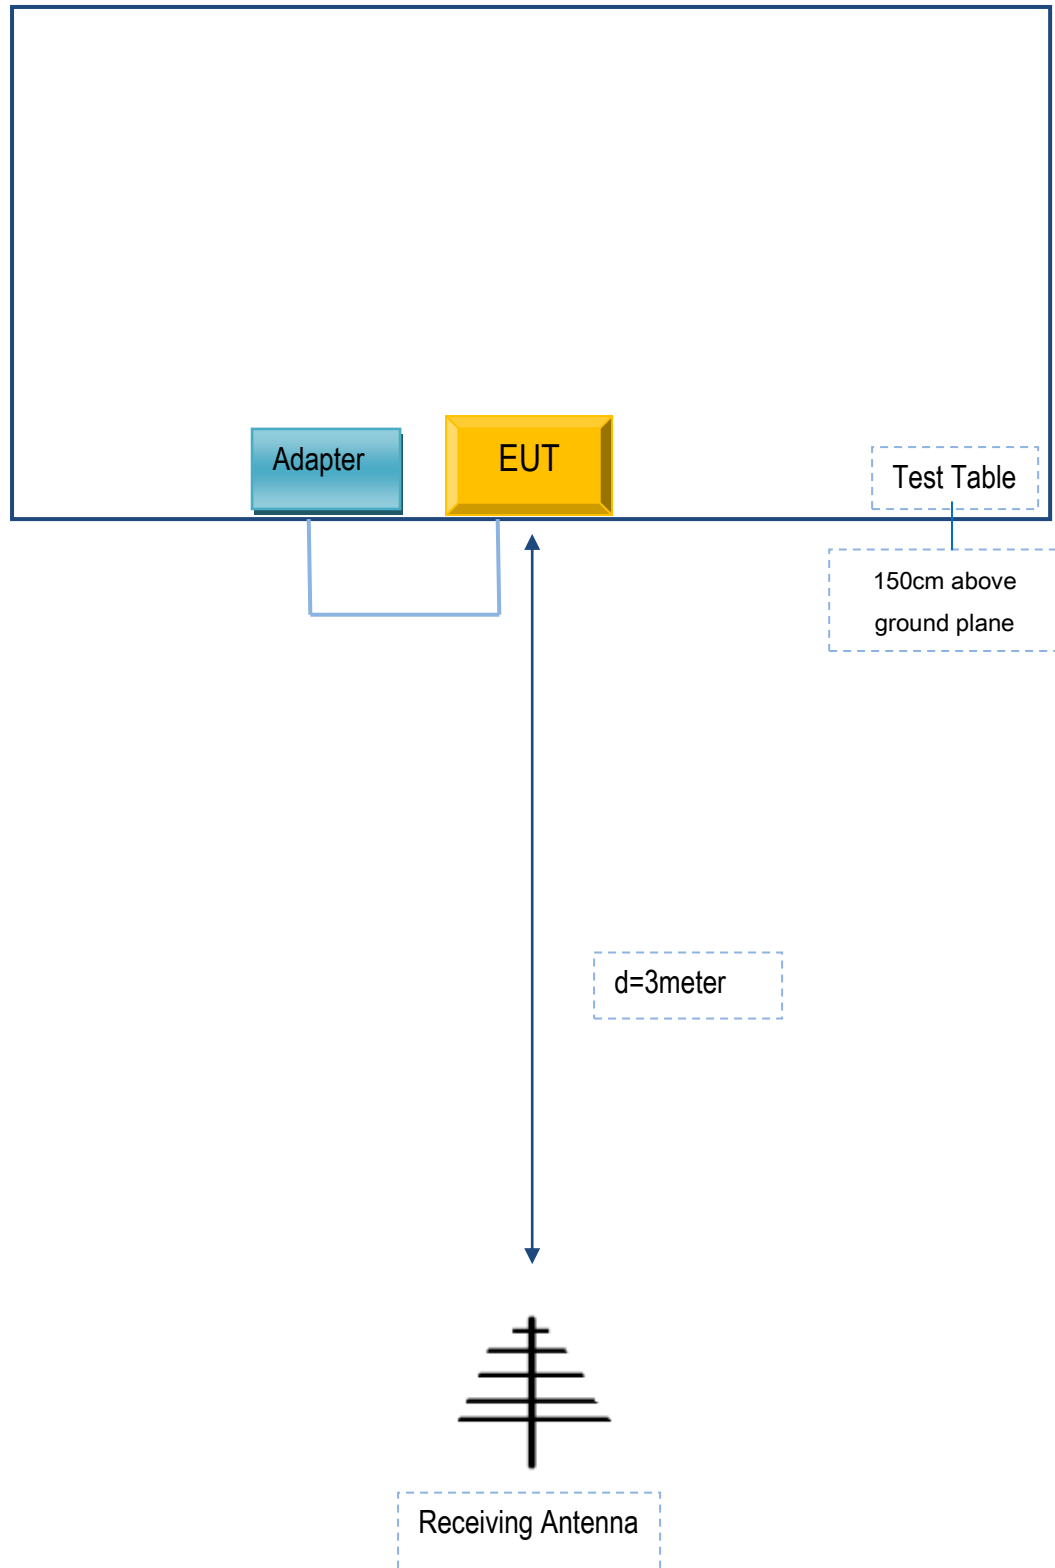 Adapter
EUT
Test Table
150cm above
ground plane
d=3meter
Receiving Antenna